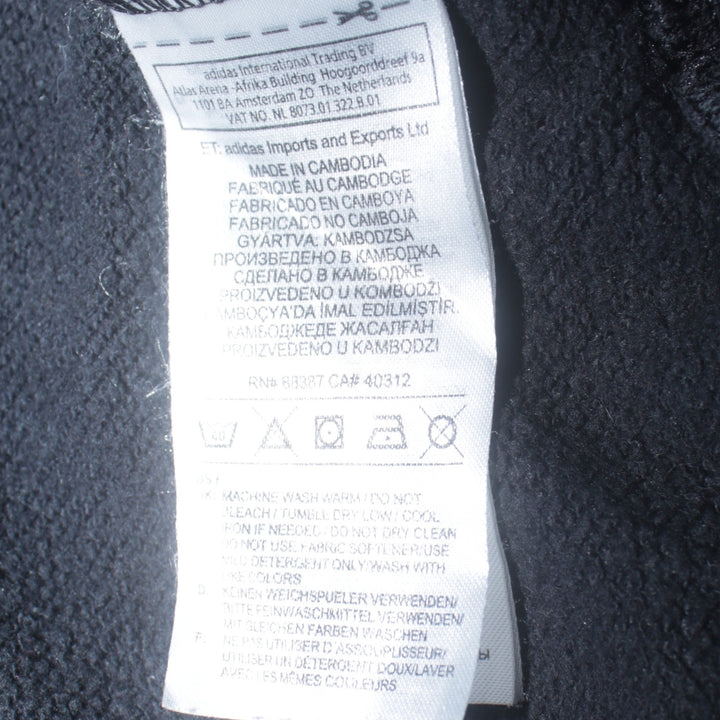 adidas International Trading BV
Atlas Arena -Afrika Building Hoogoorddreef 9a
1101 BA Amsterdam ZO The Netherlands
VAT NO. NL 8073.01.322.B.01
ET: adidas Imports and Exports Ltd
MADE IN CAMBODIA
FABRIQUÉ AU CAMBODGE
FABRICADO EN CAMBOYA
FABRICADO NO CAMBOJA
GYÁRTVA: KAMBODZSA
ПРОИЗВЕДЕНО В КАМБОДЖА
СДЕЛАНО В КАМБОДЖЕ
PROIZVEDENO U KOMBODZI
KAMBOÇYA'DA İMAL EDİLMİŞTİR.
КАМБОДЖЕДЕ ЖАСАЛҒАН
PROIZVEDENO U KAMBODZI
RN# 88387 CA# 40312
40
MACHINE WASH WARM / DO NOT
BLEACH / TUMBLE DRY LOW / COOL
IRON IF NEEDED / DO NOT DRY CLEAN
DO NOT USE FABRIC SOFTENER/USE
MILD DETERGENT ONLY/WASH WITH
LIKE COLORS
D: KEINEN WEICHSPUELER VERWENDEN/
BITTE FEINWASCHMITTEL VERWENDEN/
MIT GLEICHEN FARBEN WASCHEN
F: NE PAS UTILISER D'ASSOUPLISSEUR/
UTILISER UN DÉTERGENT DOUX/LAVER
AVEC LES MÊMES COULEURS